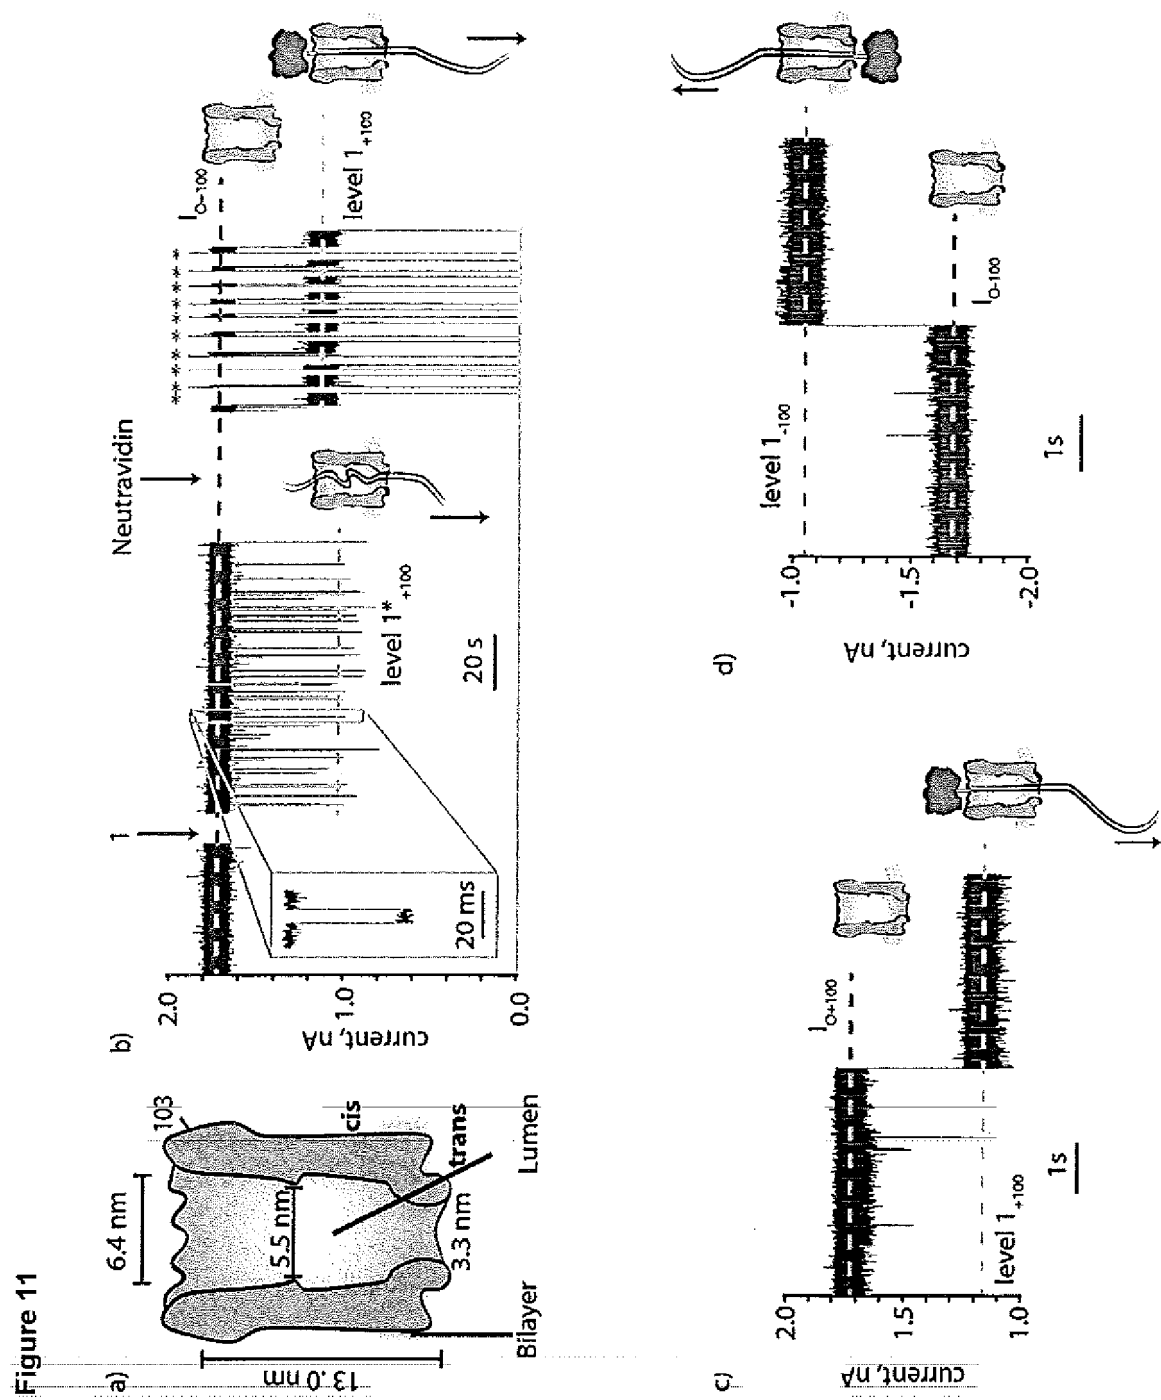 Figure 11
a)
13.0 nm
6.4 nm
5.5 nm
3.3 nm
103
cis
trans
Lumen
Bilayer
b)
current, nA
2.0
1.0
0.0
1
Neutravidin
20 ms
level 1*+100
20 s
**********
IO-100
level 1+100
c)
current, nA
2.0
1.5
1.0
level 1+100
1s
IO+100
d)
current, nA
-1.0
-1.5
-2.0
level 1-100
1s
IO-100